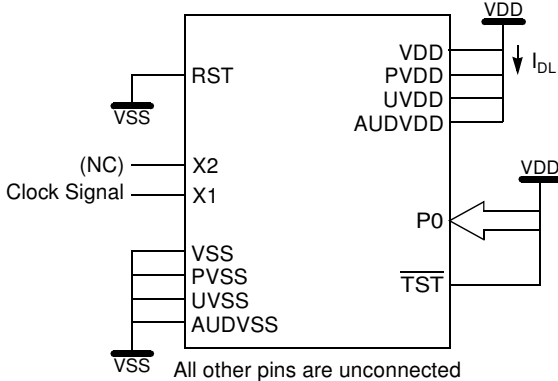 VDD
VDD
I_DL
PVDD
UVDD
AUDVDD
RST
VSS
(NC)
X2
Clock Signal
X1
VDD
P0
VSS
PVSS
UVSS
AUDVSS
TST
VSS
All other pins are unconnected